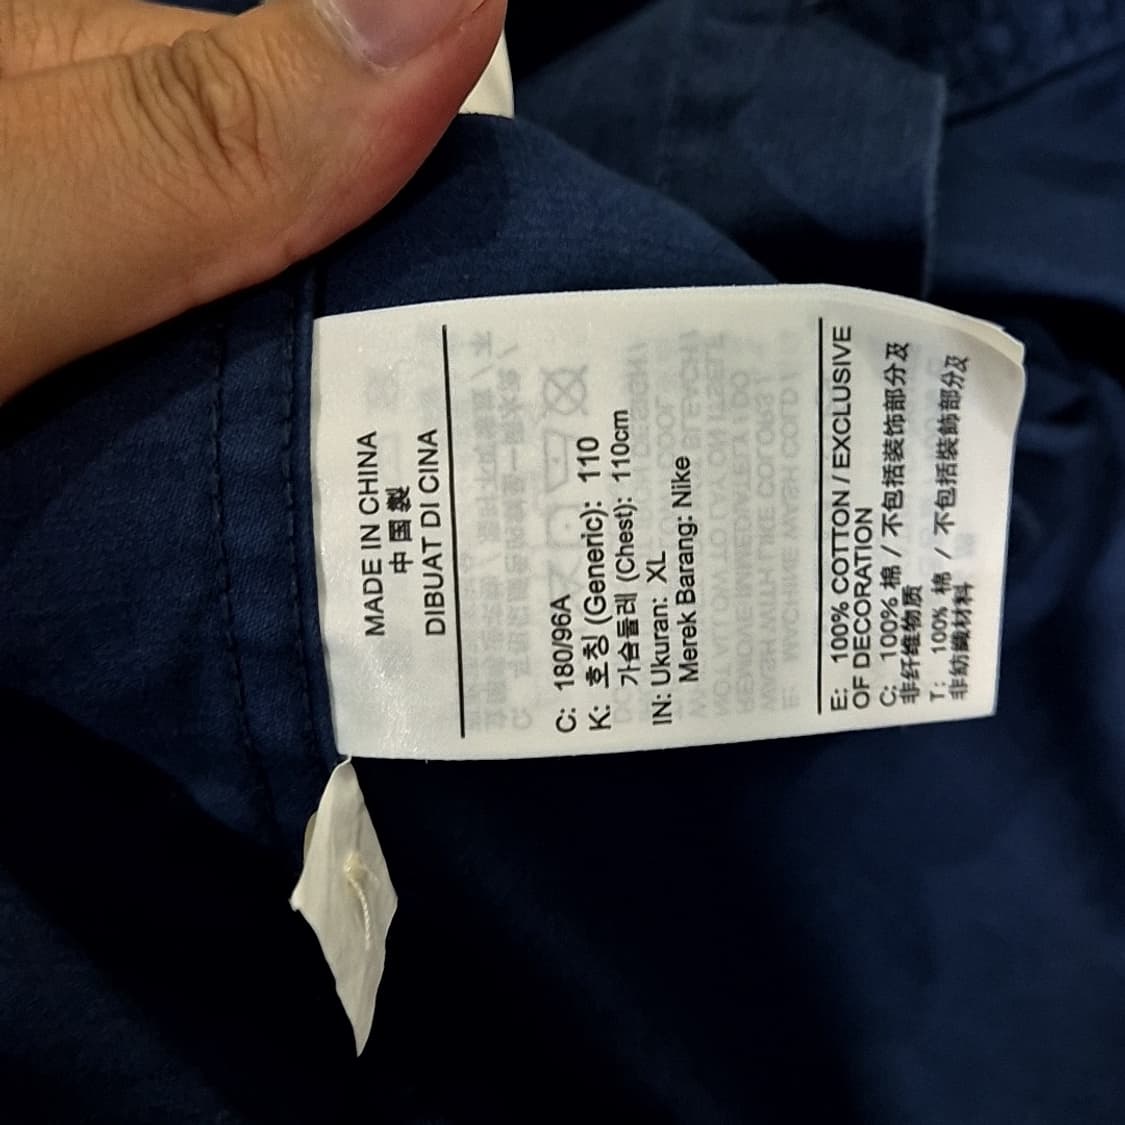 MADE IN CHINA
中国製
DIBUAT DI CINA
C: 180/96A
K: 호칭 (Generic): 110
가슴둘레 (Chest): 110cm
IN: Ukuran: XL
Merek Barang: Nike
E: 100% COTTON / EXCLUSIVE
OF DECORATION
C: 100% 棉 / 不包括装饰部分及
非纤维物质
T: 100% 棉 / 不包括裝飾部分及
非紡織材料